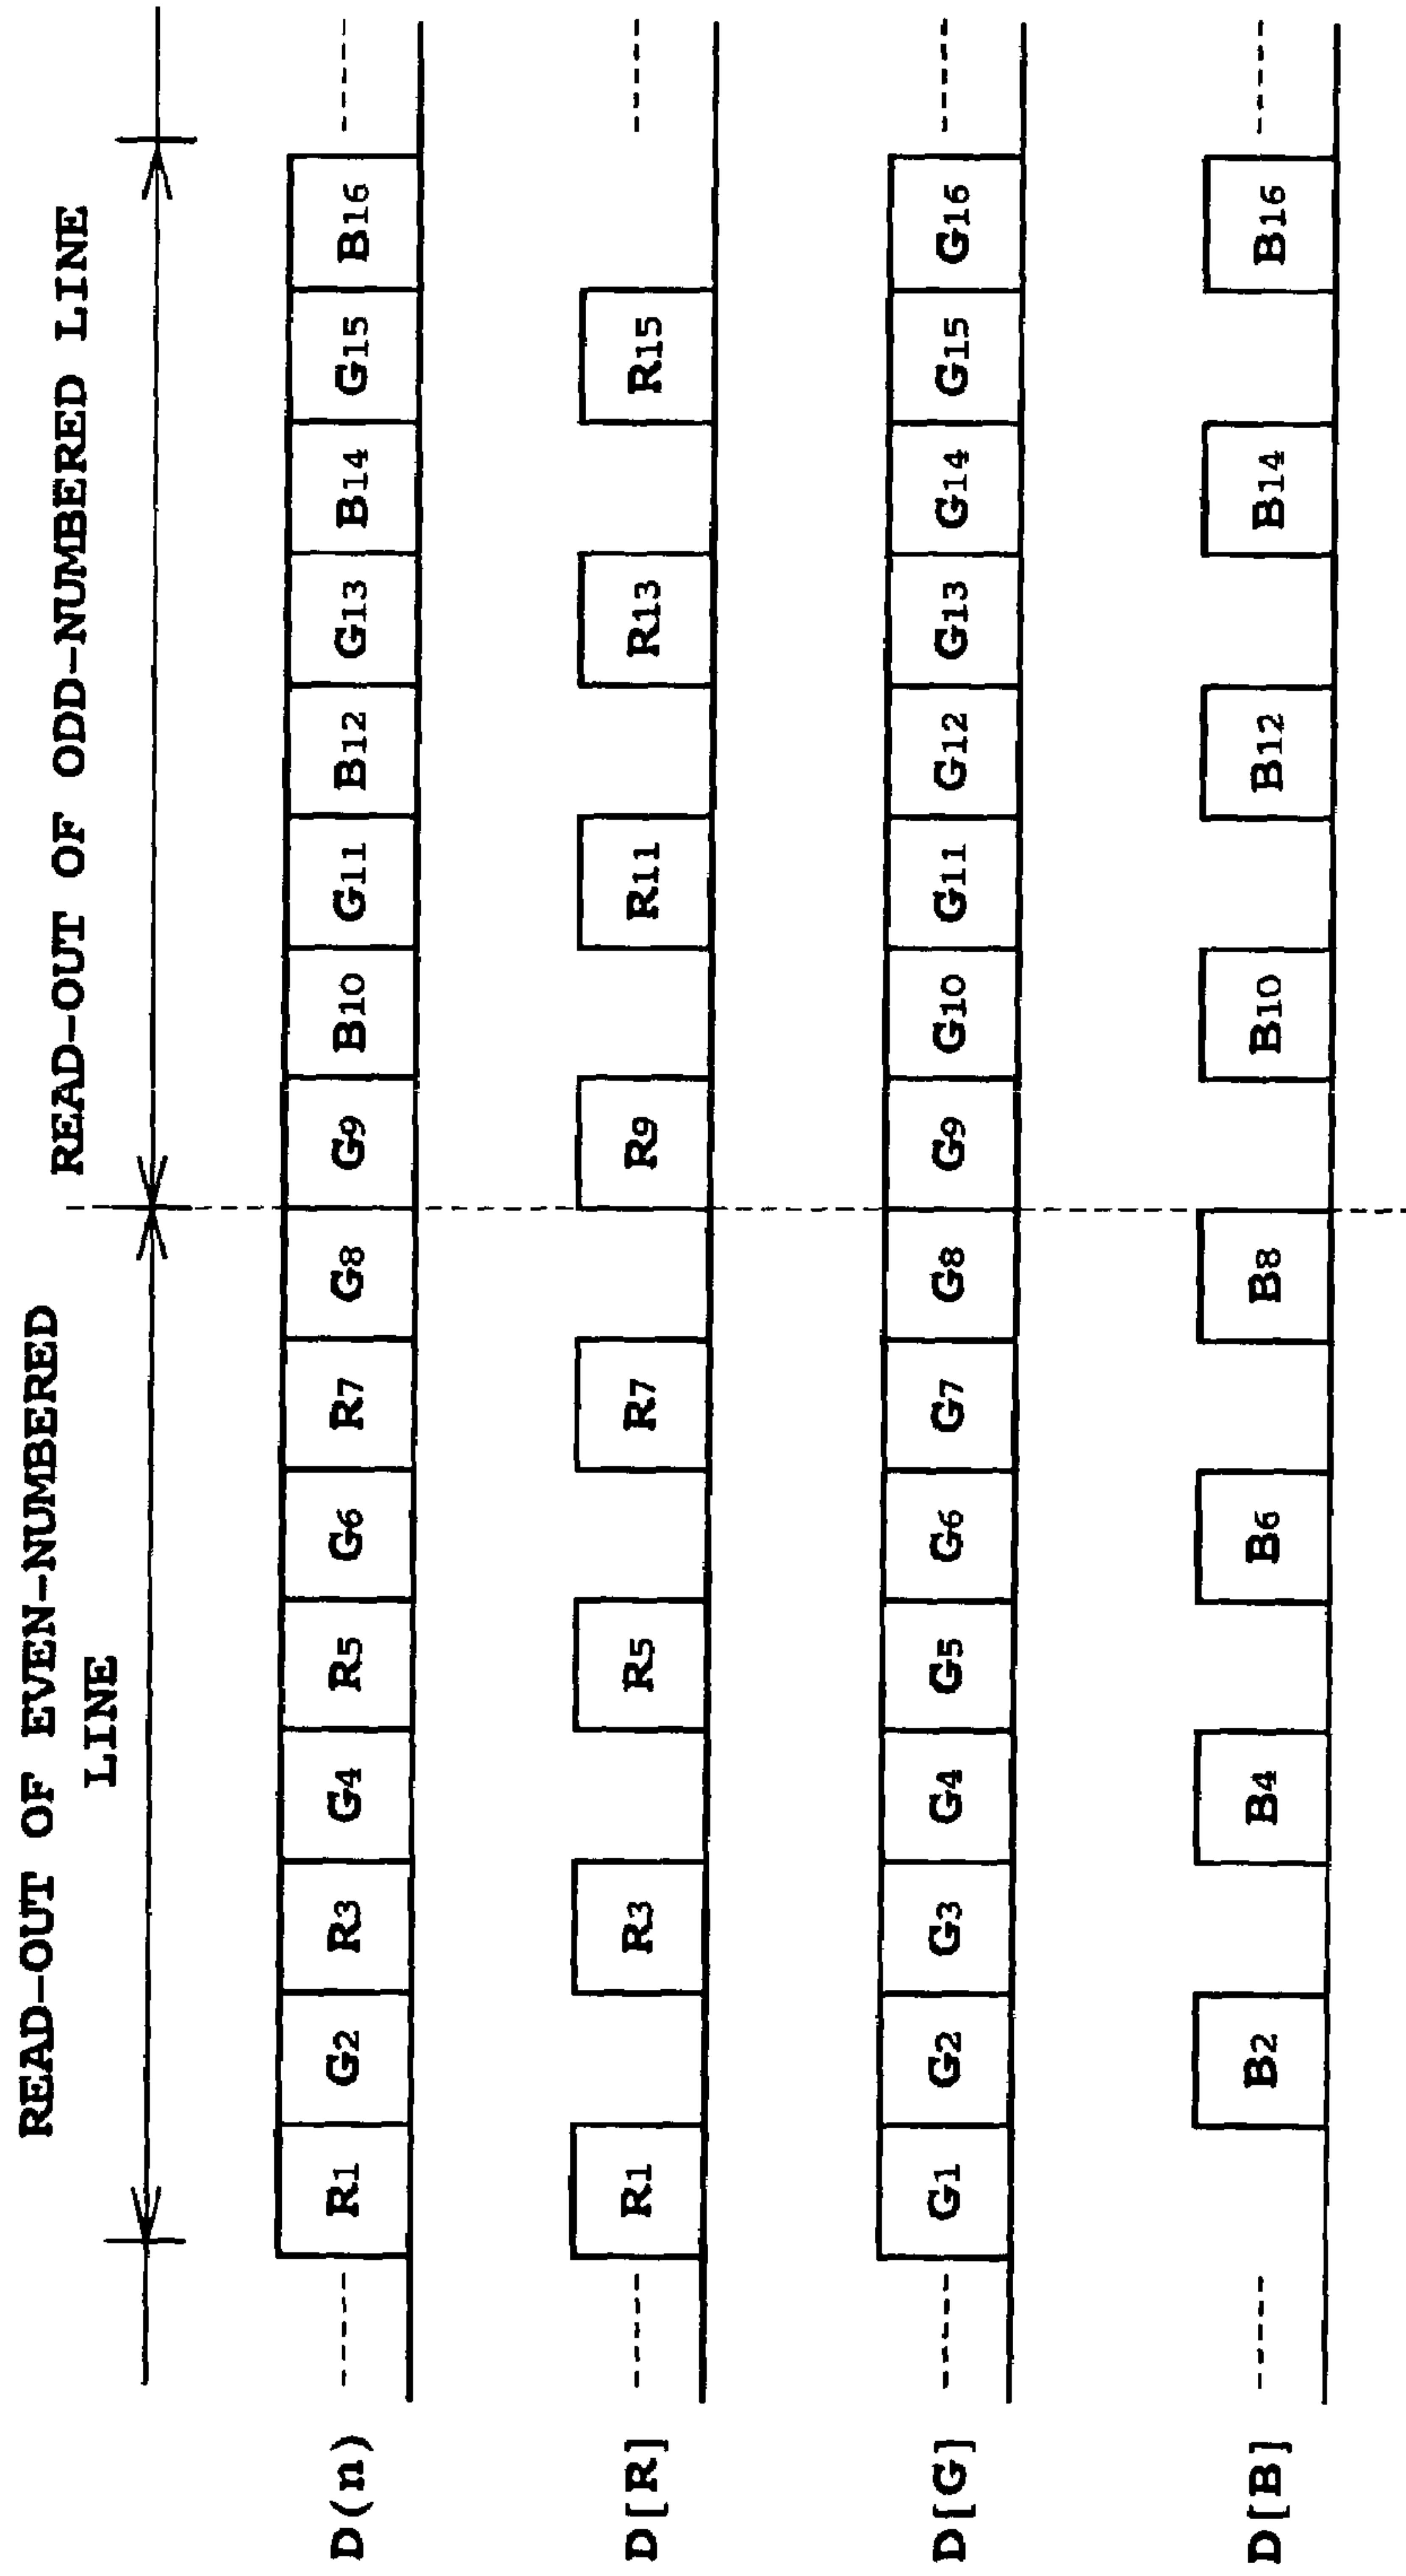 READ-OUT OF EVEN-NUMBERED
LINE
READ-OUT OF ODD-NUMBERED LINE
D(n) R1 G2 R3 G4 R5 G6 R7 G8 G9 B10 G11 B12 G13 B14 G15 B16
D[R] R1 R3 R5 R7 R9 R11 R13 R15
D[G] G1 G2 G3 G4 G5 G6 G7 G8 G9 G10 G11 G12 G13 G14 G15 G16
D[B] B2 B4 B6 B8 B10 B12 B14 B16